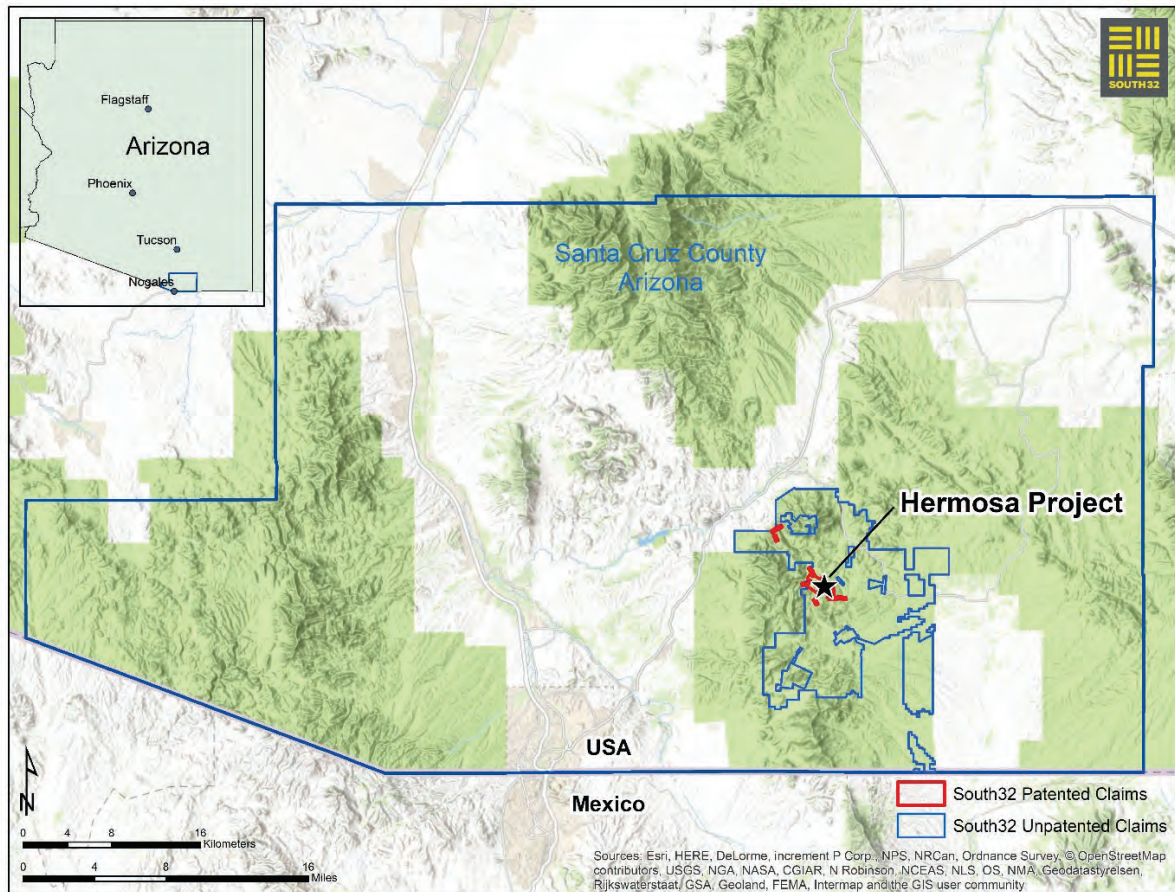 SOUTH32
Flagstaff
Arizona
Phoenix
Tucson
Nogales
Santa Cruz County
Arizona
Hermosa Project
USA
Mexico
N
0 4 8 16
Kilometers
0 4 8 16
Miles
South32 Patented Claims
South32 Unpatented Claims
Sources: Esri, HERE, DeLorme, increment P Corp., NPS, NRCan, Ordnance Survey, © OpenStreetMap
contributors, USGS, NGA, NASA, CGIAR, N Robinson, NCEAS, NLS, OS, NMA, Geodatastyrelsen,
Rijkswaterstaat, GSA, Geoland, FEMA, Intermap and the GIS user community